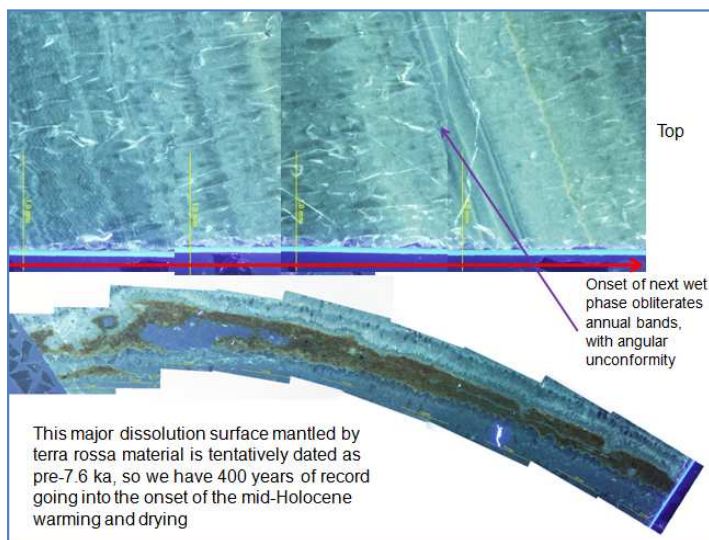 Top
Onset of next wet
phase obliterates
annual bands,
with angular
unconformity
This major dissolution surface mantled by
terra rossa material is tentatively dated as
pre-7.6 ka, so we have 400 years of record
going into the onset of the mid-Holocene
warming and drying